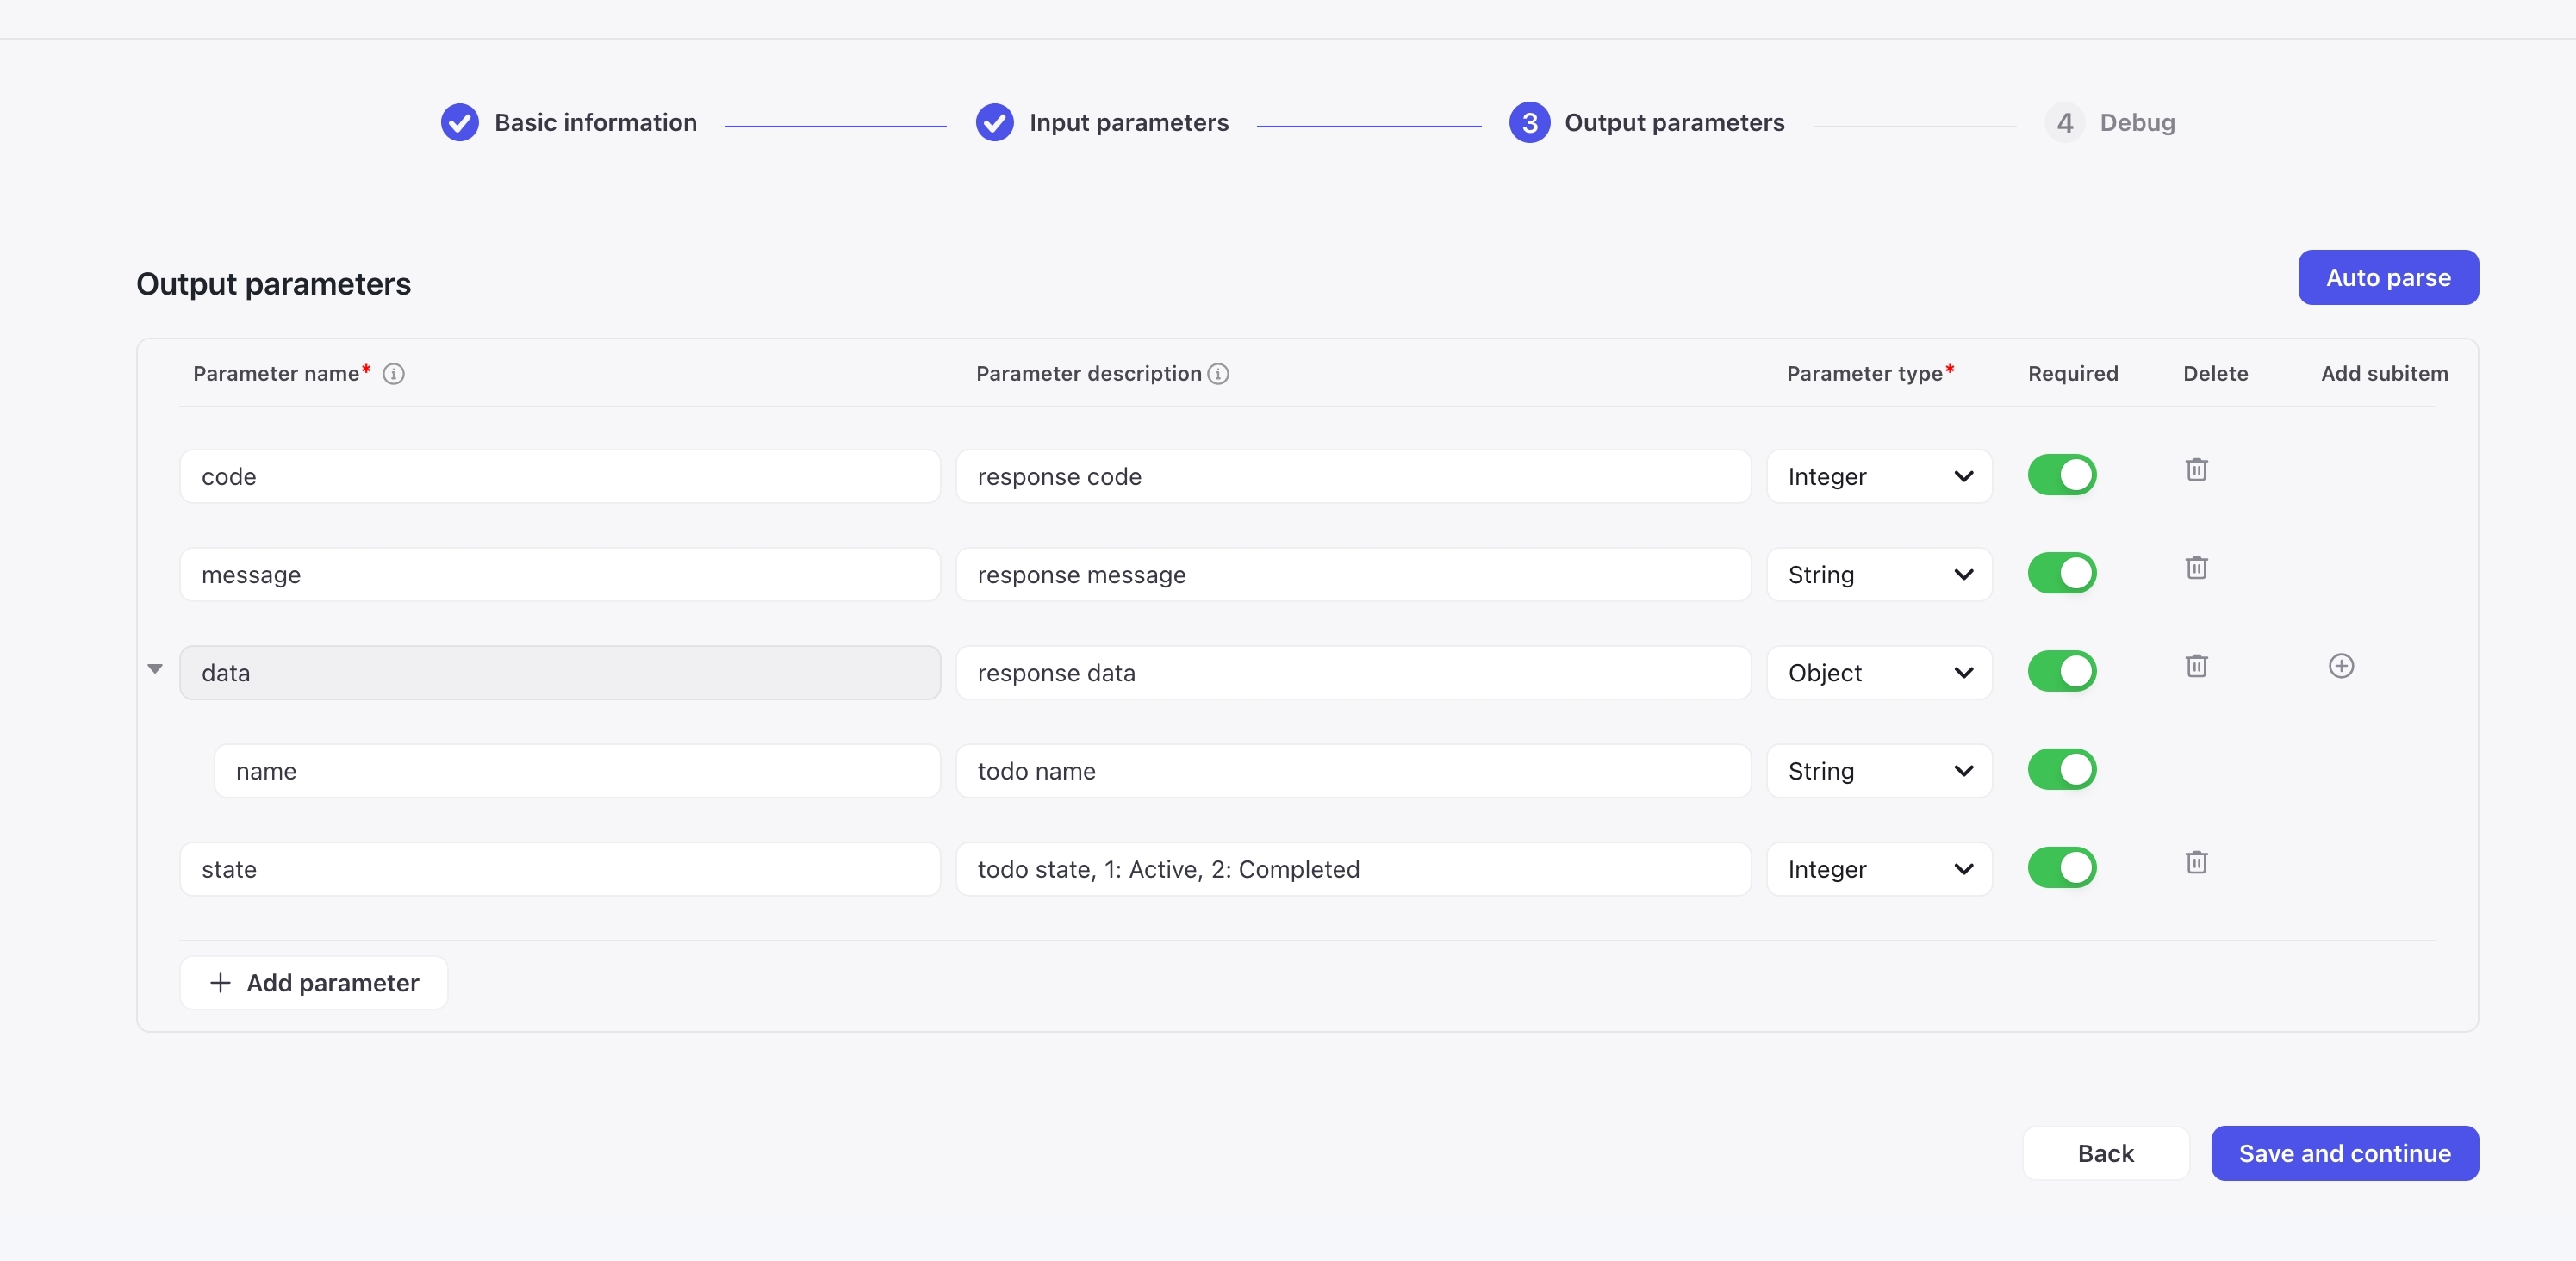 Basic information
Input parameters
3 Output parameters
4 Debug
Output parameters
Auto parse
Parameter name* Parameter description Parameter type* Required Delete Add subitem
code response code Integer
message response message String
data response data Object
name todo name String
state todo state, 1: Active, 2: Completed Integer
Add parameter
Back Save and continue